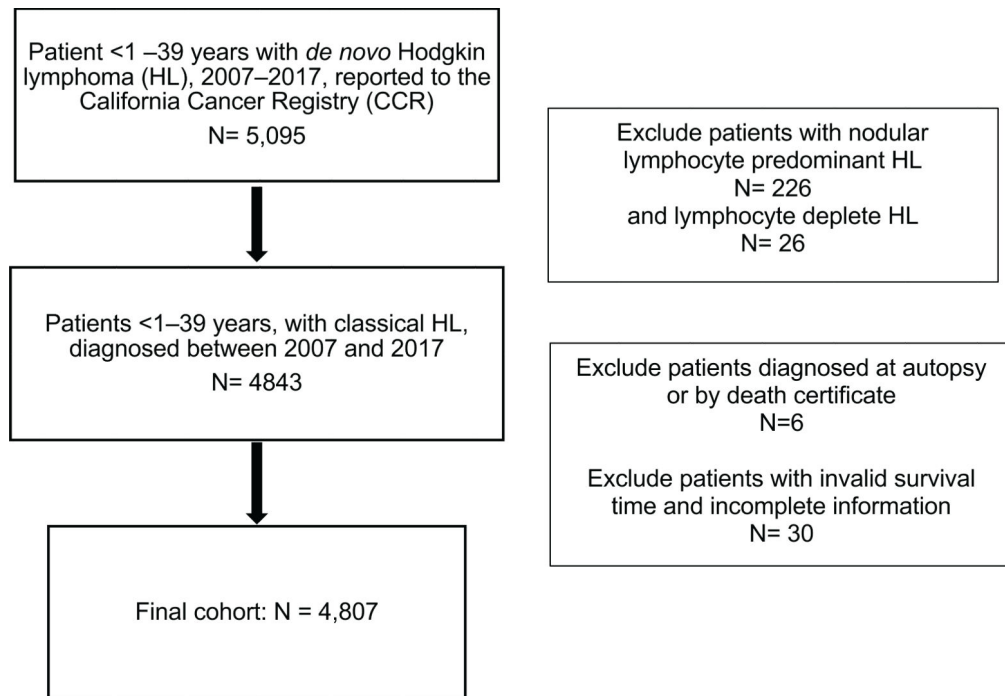 Patient <1 –39 years with de novo Hodgkin
lymphoma (HL), 2007–2017, reported to the
California Cancer Registry (CCR)
N= 5,095
Exclude patients with nodular
lymphocyte predominant HL
N= 226
and lymphocyte deplete HL
N= 26
Patients <1–39 years, with classical HL,
diagnosed between 2007 and 2017
N= 4843
Exclude patients diagnosed at autopsy
or by death certificate
N=6
Exclude patients with invalid survival
time and incomplete information
N= 30
Final cohort: N = 4,807